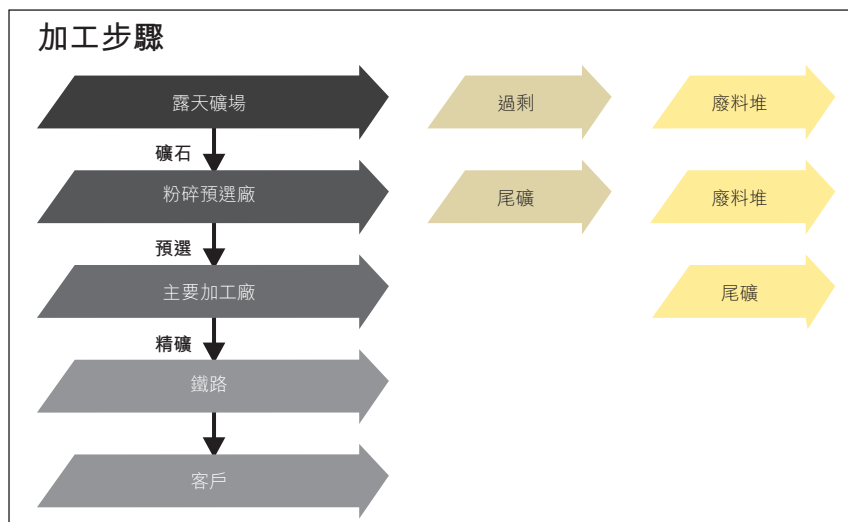 加工步驟
露天礦場
過剩
廢料堆
礦石
粉碎預選廠
尾礦
廢料堆
預選
主要加工廠
尾礦
精礦
鐵路
客戶